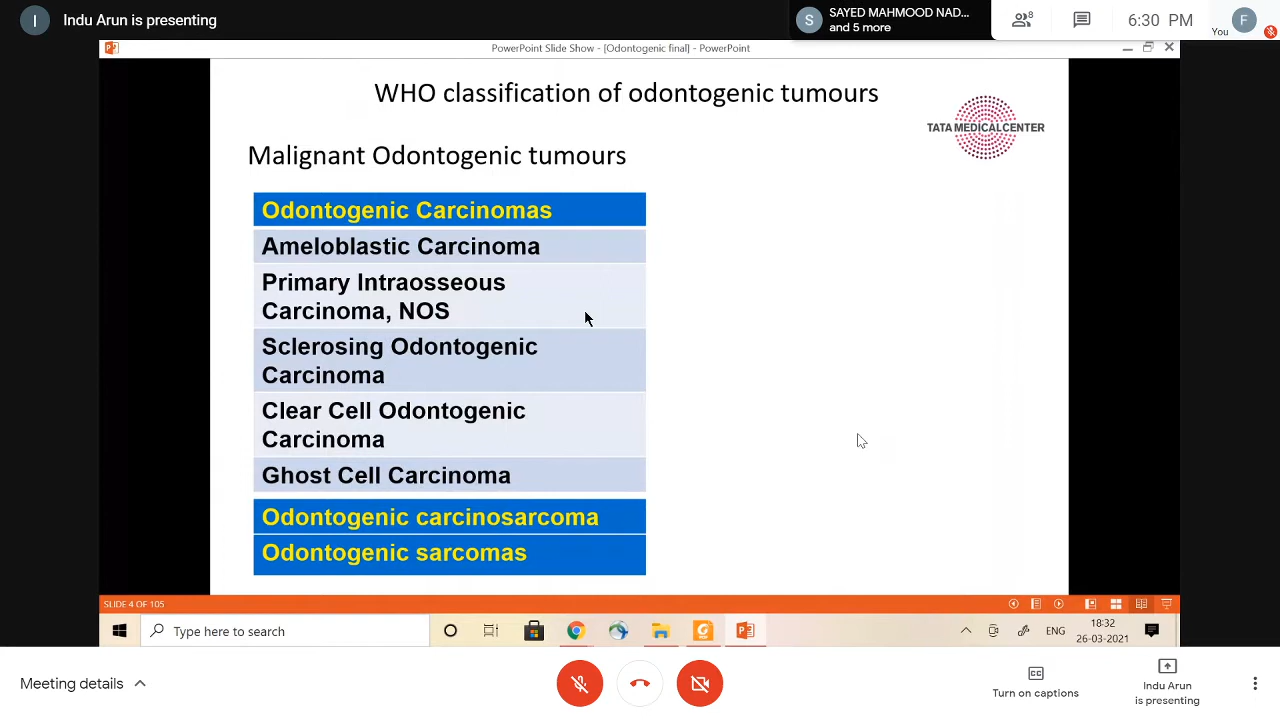 I
Indu Arun is presenting
S
SAYED MAHMOOD NAD...
and 5 more
8
6:30 PM
You
F
PowerPoint Slide Show - [Odontogenic final] - PowerPoint
WHO classification of odontogenic tumours
TATA MEDICAL CENTER
Malignant Odontogenic tumours
Odontogenic Carcinomas
Ameloblastic Carcinoma
Primary Intraosseous
Carcinoma, NOS
Sclerosing Odontogenic
Carcinoma
Clear Cell Odontogenic
Carcinoma
Ghost Cell Carcinoma
Odontogenic carcinosarcoma
Odontogenic sarcomas
SLIDE 4 OF 105
Type here to search
ENG
18:32
26-03-2021
Meeting details
CC
Turn on captions
Indu Arun
is presenting